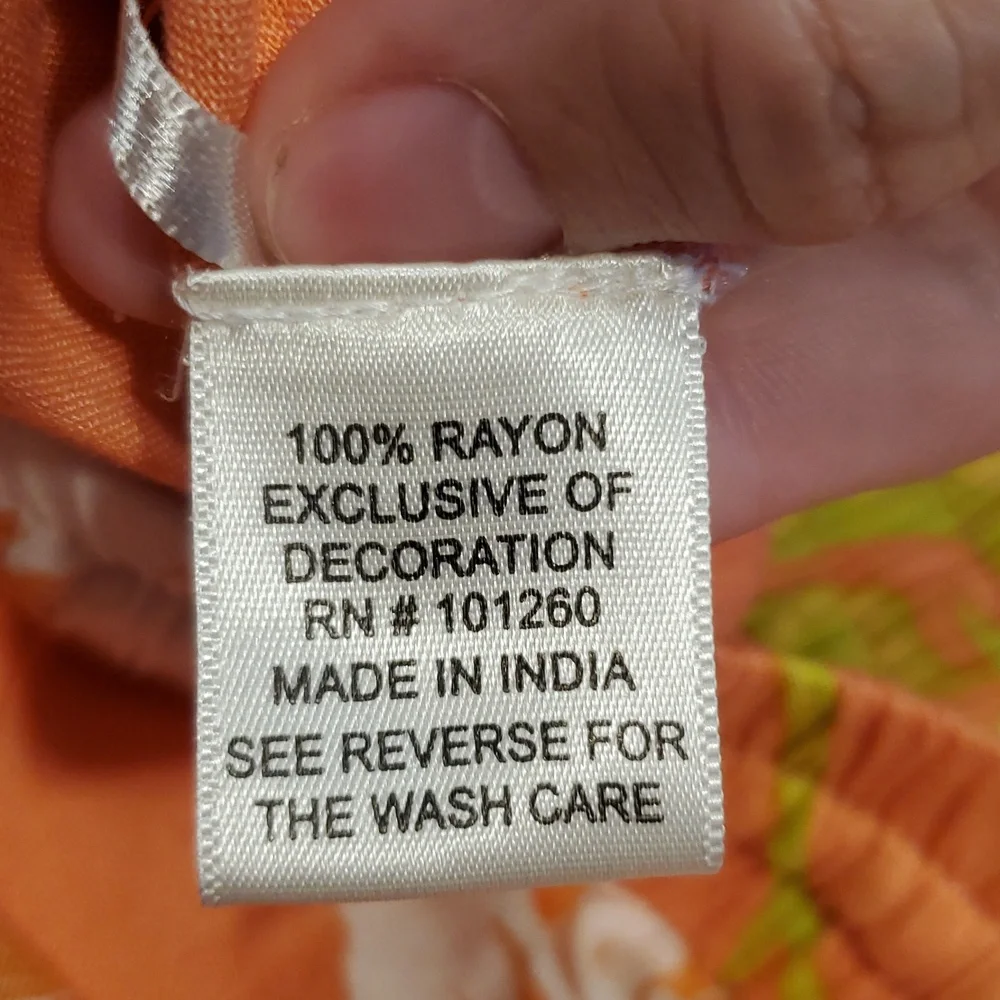 100% RAYON
EXCLUSIVE OF
DECORATION
RN # 101260
MADE IN INDIA
SEE REVERSE FOR
THE WASH CARE